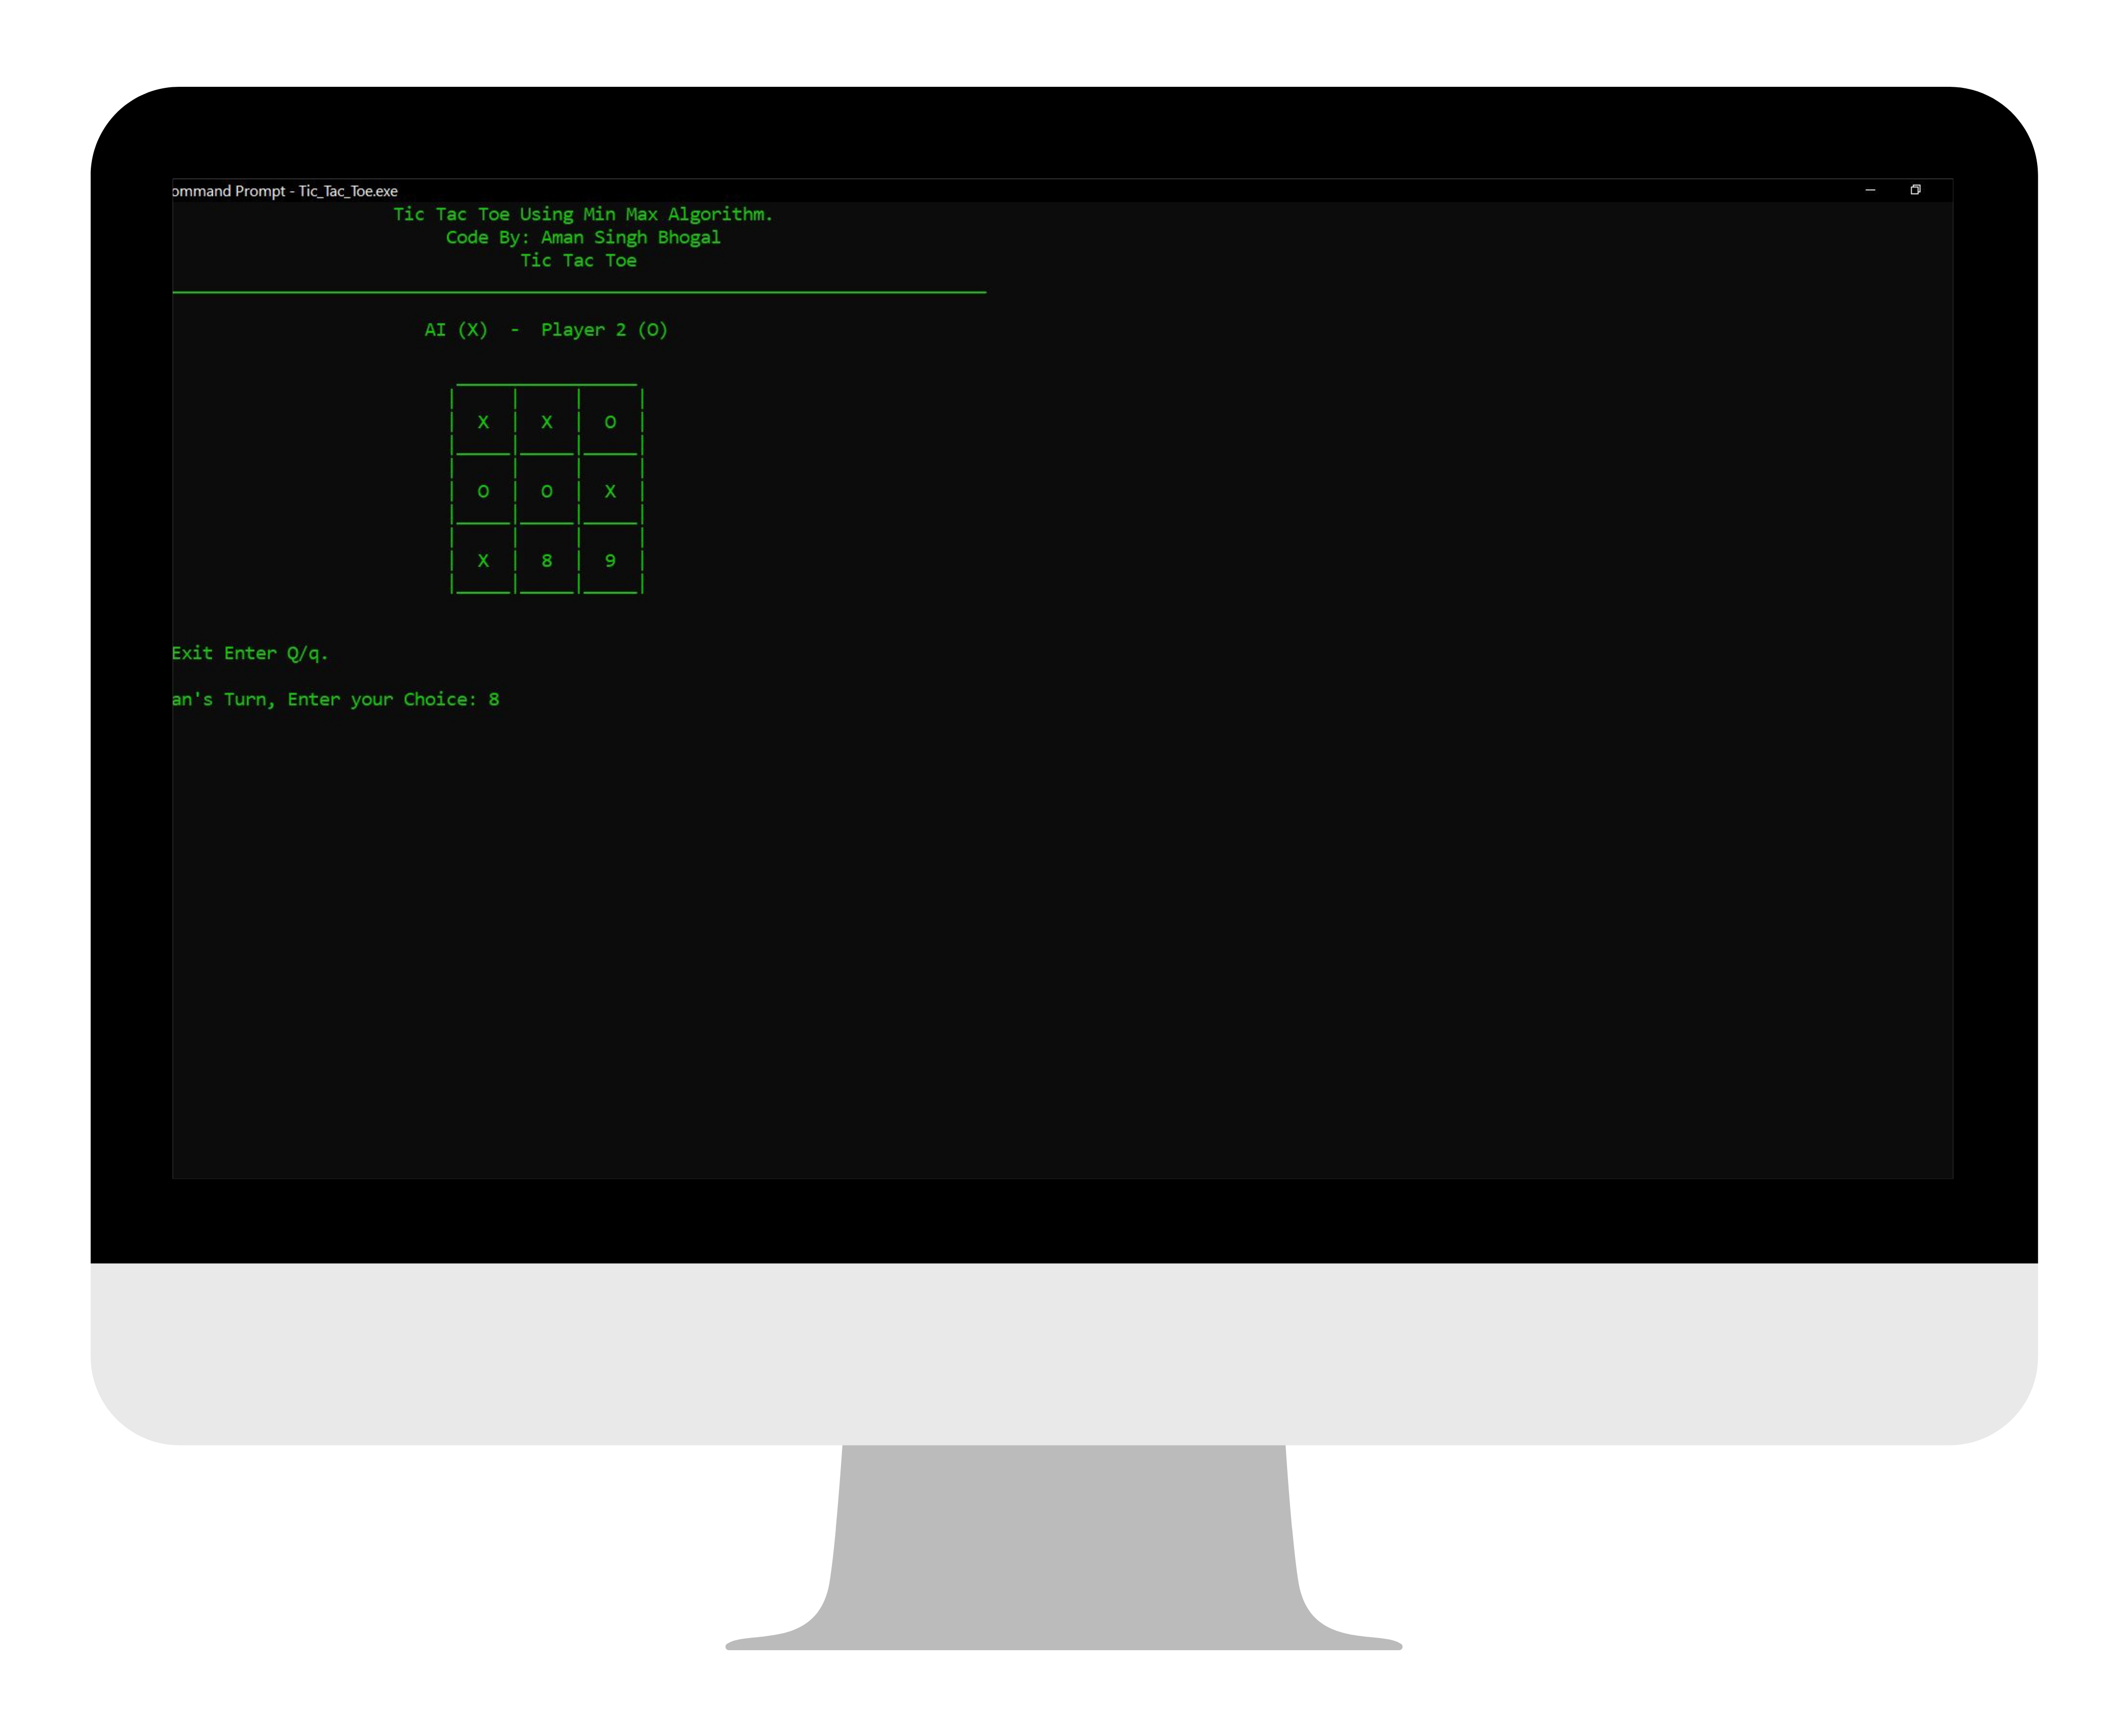 ommand Prompt - Tic_Tac_Toe.exe
Tic Tac Toe Using Min Max Algorithm.
Code By: Aman Singh Bhogal
Tic Tac Toe
AI (X)  -  Player 2 (O)
X | X | O
O | O | X
X | 8 | 9
Exit Enter Q/q.
an's Turn, Enter your Choice: 8